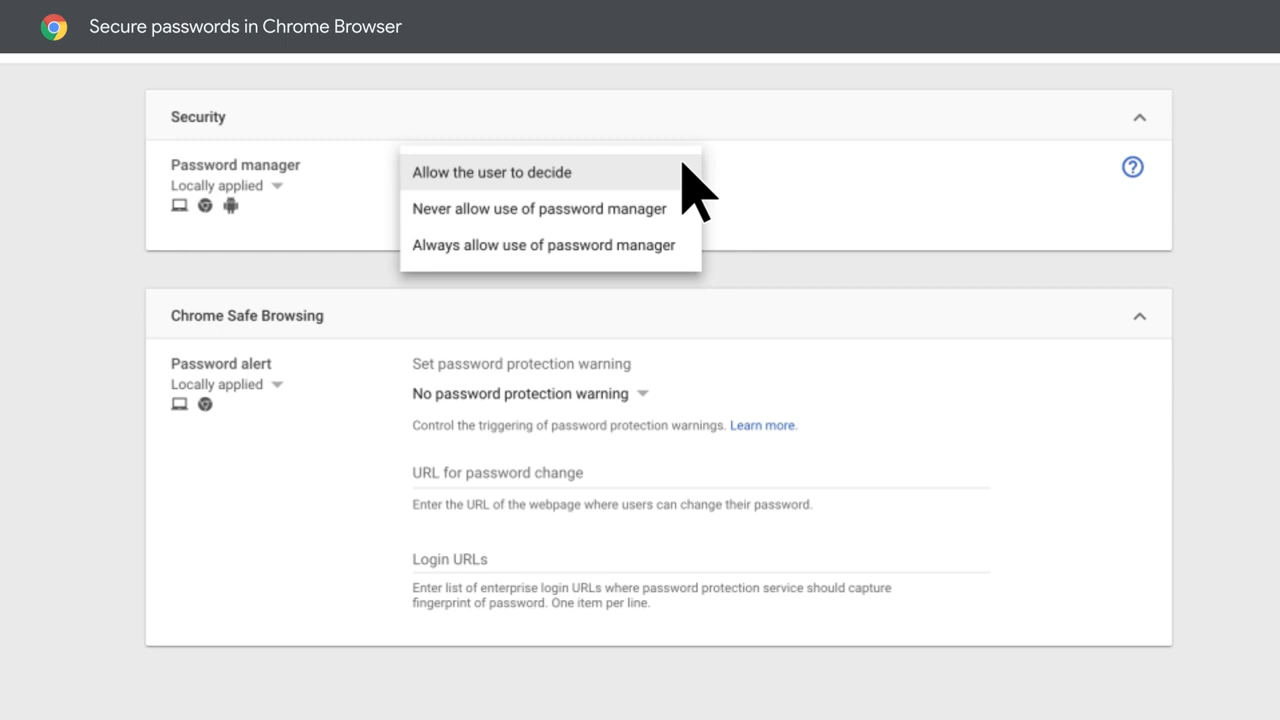 Secure passwords in Chrome Browser
Security
Password manager
Locally applied
Allow the user to decide
Never allow use of password manager
Always allow use of password manager
Chrome Safe Browsing
Password alert
Locally applied
Set password protection warning
No password protection warning
Control the triggering of password protection warnings. Learn more.
URL for password change
Enter the URL of the webpage where users can change their password.
Login URLs
Enter list of enterprise login URLs where password protection service should capture
fingerprint of password. One item per line.